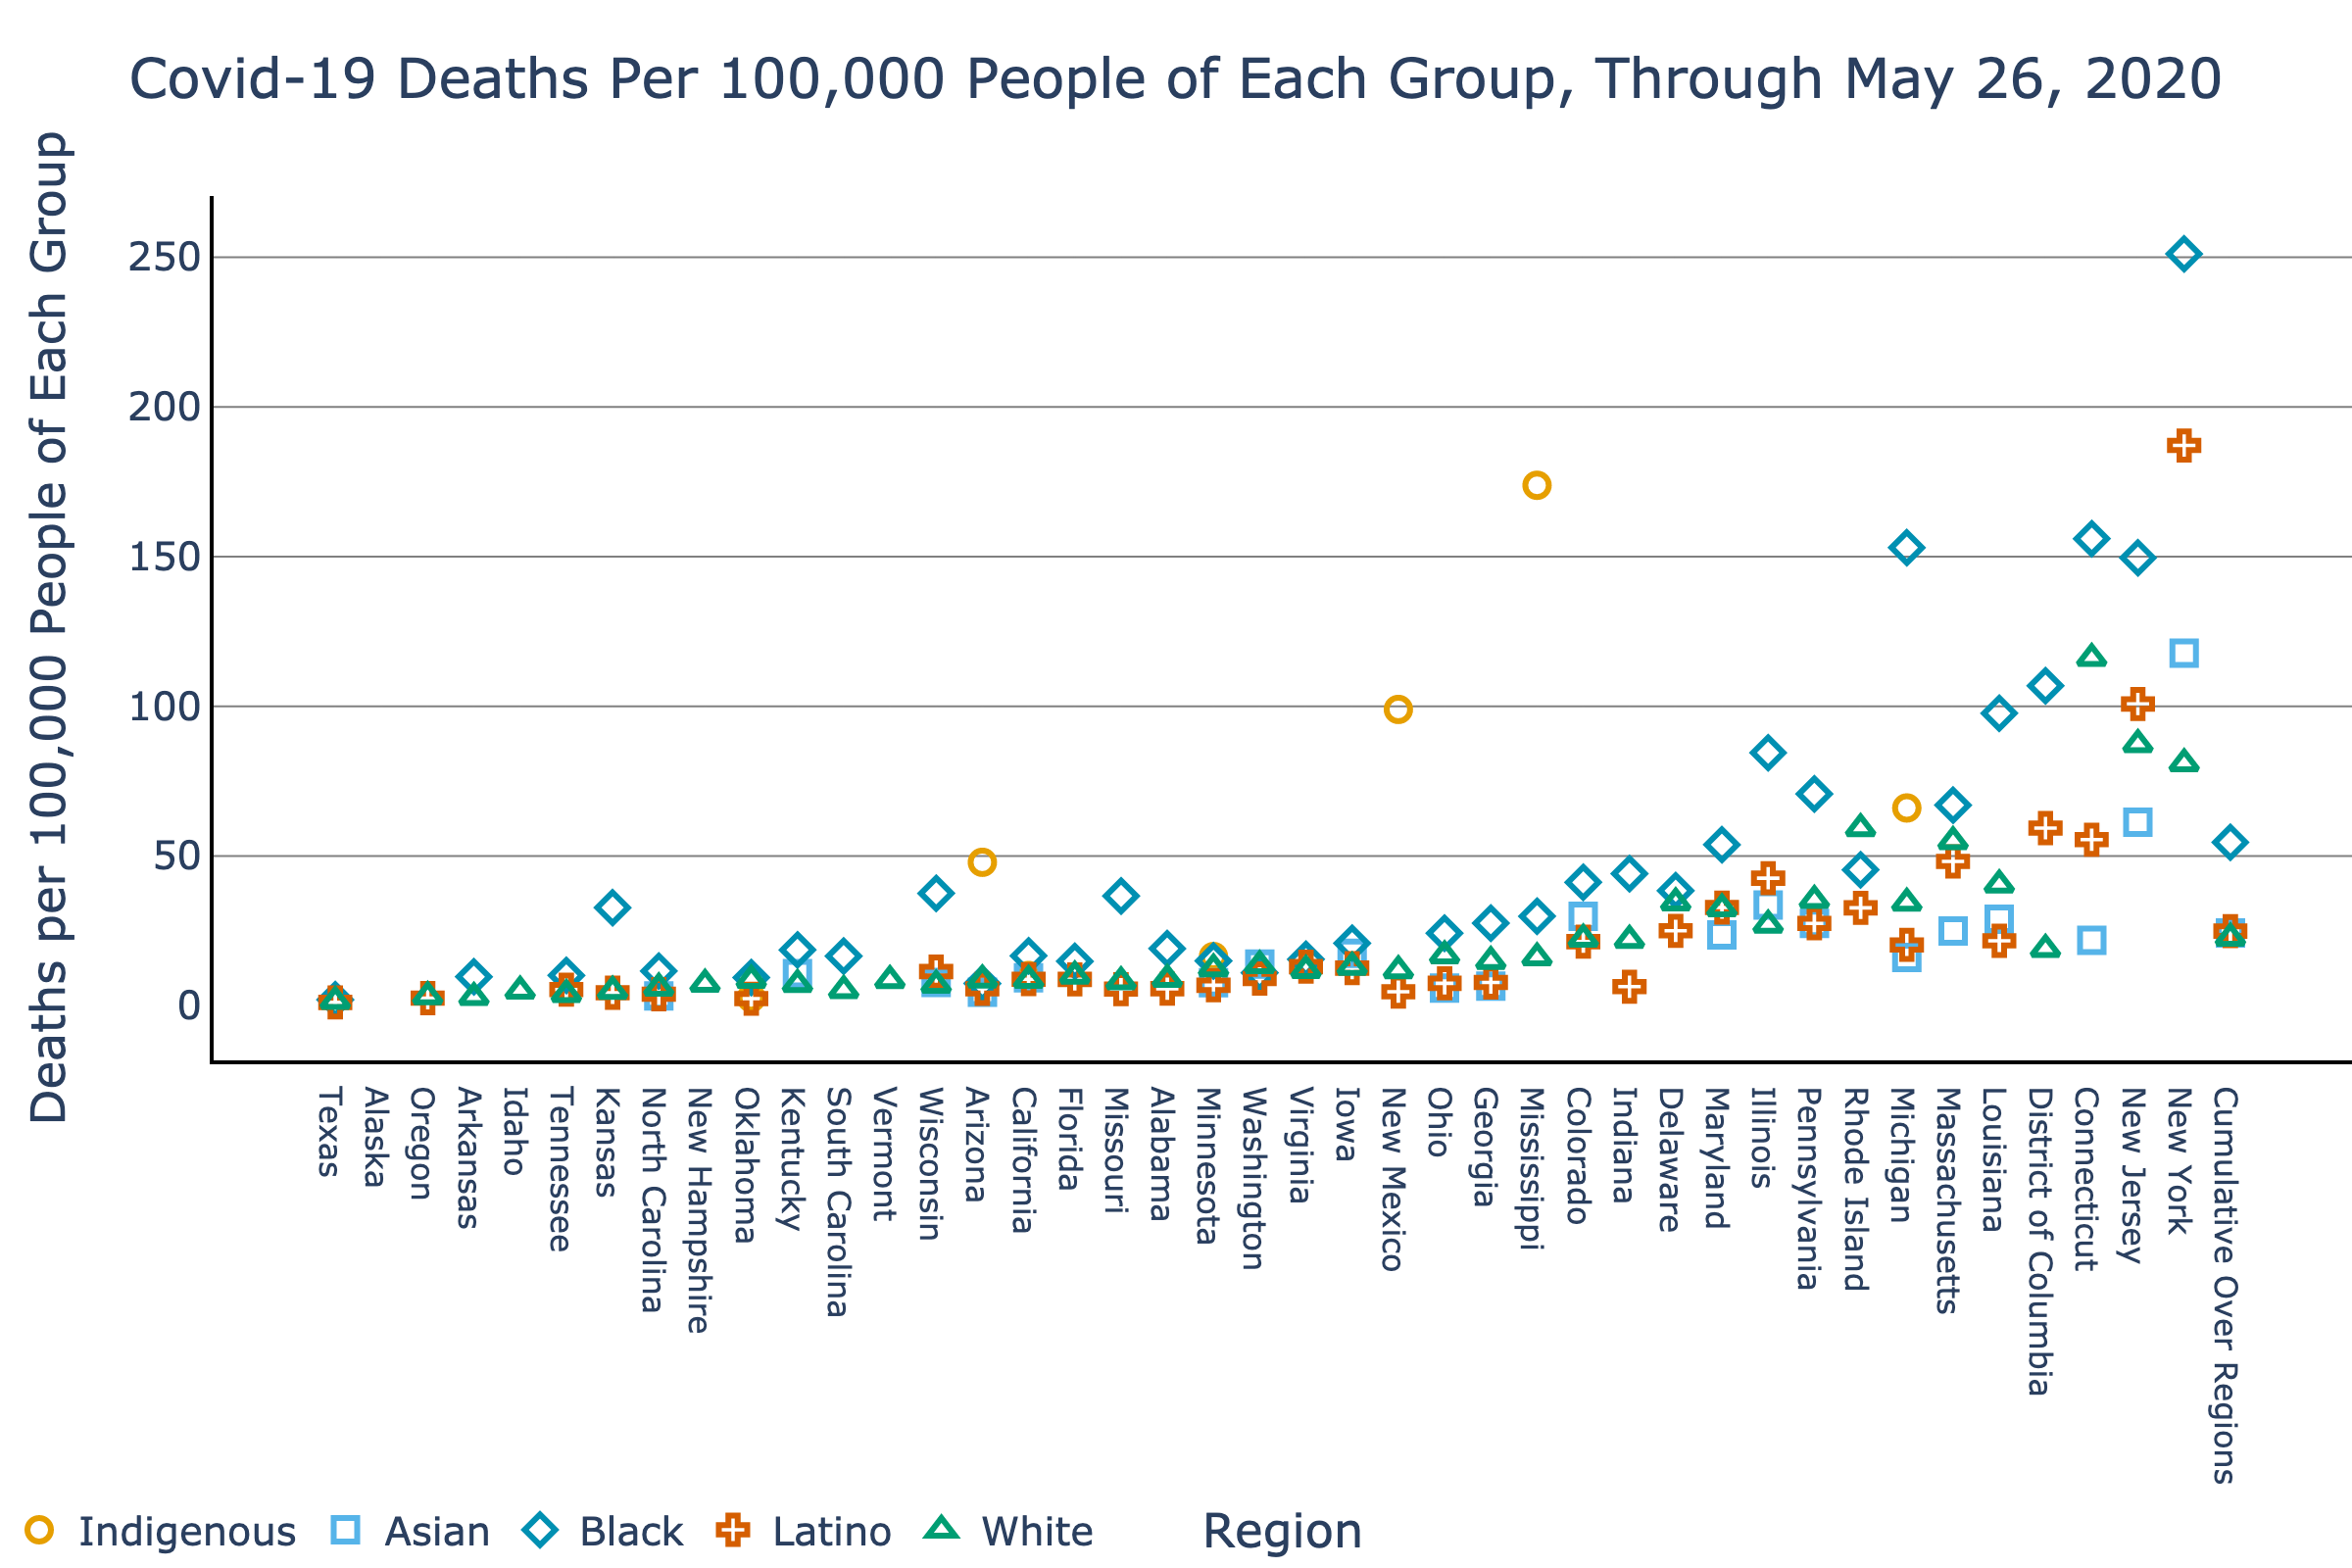 Covid-19 Deaths Per 100,000 People of Each Group, Through May 26, 2020
Deaths per 100,000 People of Each Group
250
200
150
100
50
0
Texas
Alaska
Oregon
Arkansas
Idaho
Tennessee
Kansas
North Carolina
New Hampshire
Oklahoma
Kentucky
South Carolina
Vermont
Wisconsin
Arizona
California
Florida
Missouri
Alabama
Minnesota
Washington
Virginia
Iowa
New Mexico
Ohio
Georgia
Mississippi
Colorado
Indiana
Delaware
Maryland
Illinois
Pennsylvania
Rhode Island
Michigan
Massachusetts
Louisiana
District of Columbia
Connecticut
New Jersey
New York
Cumulative Over Regions
Indigenous Asian Black Latino White Region